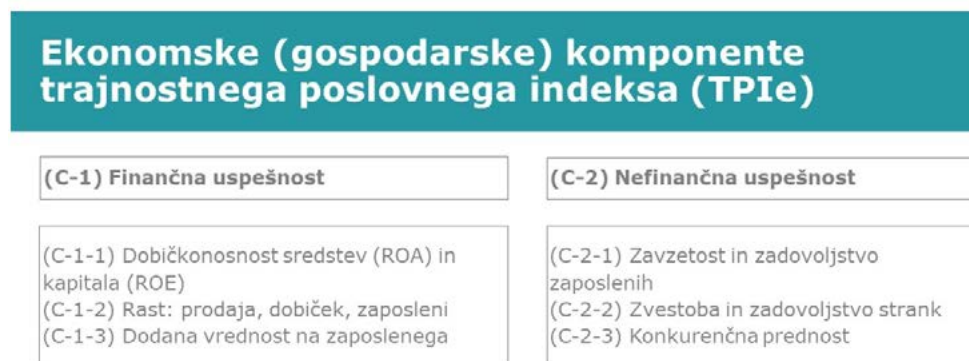 Ekonomske (gospodarske) komponente
trajnostnega poslovnega indeksa (TPIe)
(C-1) Finančna uspešnost
(C-1-1) Dobičkonosnost sredstev (ROA) in
kapitala (ROE)
(C-1-2) Rast: prodaja, dobiček, zaposleni
(C-1-3) Dodana vrednost na zaposlenega
(C-2) Nefinančna uspešnost
(C-2-1) Zavzetost in zadovoljstvo
zaposlenih
(C-2-2) Zvestoba in zadovoljstvo strank
(C-2-3) Konkurenčna prednost